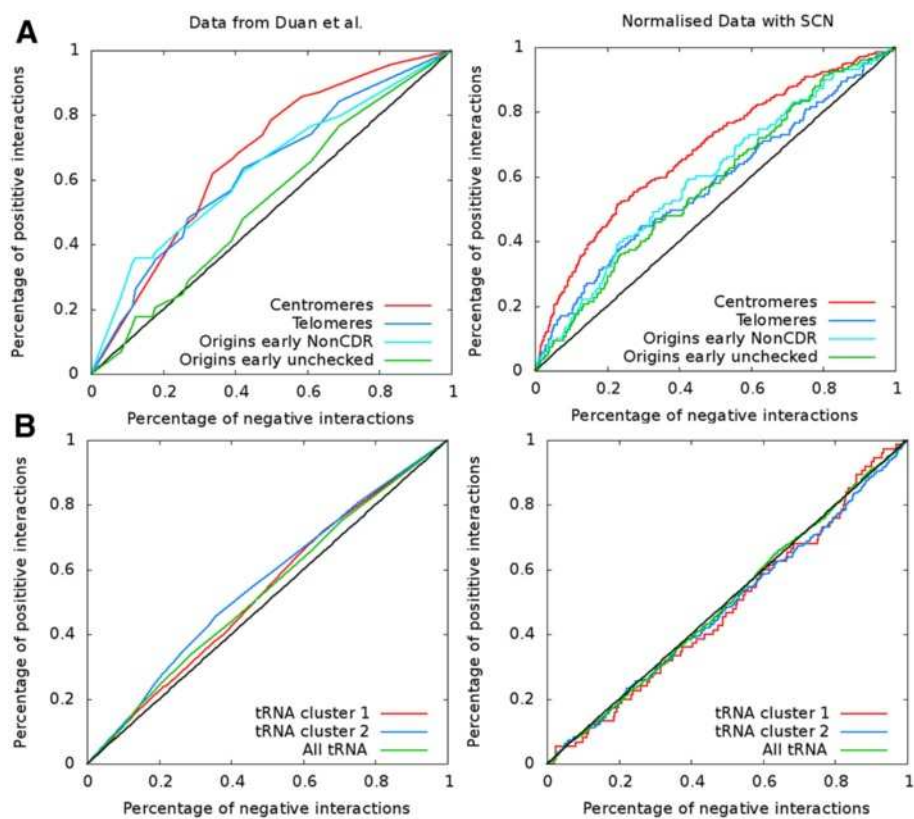 A
Data from Duan et al.
Percentage of posititive interactions
1
0.8
0.6
0.4
0.2
0
Centromeres
Telomeres
Origins early NonCDR
Origins early unchecked
0 0.2 0.4 0.6 0.8 1
Percentage of negative interactions
Normalised Data with SCN
Percentage of posititive interactions
1
0.8
0.6
0.4
0.2
0
Centromeres
Telomeres
Origins early NonCDR
Origins early unchecked
0 0.2 0.4 0.6 0.8 1
Percentage of negative interactions
B
Percentage of posititive interactions
1
0.8
0.6
0.4
0.2
0
tRNA cluster 1
tRNA cluster 2
All tRNA
0 0.2 0.4 0.6 0.8 1
Percentage of negative interactions
Percentage of posititive interactions
1
0.8
0.6
0.4
0.2
0
tRNA cluster 1
tRNA cluster 2
All tRNA
0 0.2 0.4 0.6 0.8 1
Percentage of negative interactions